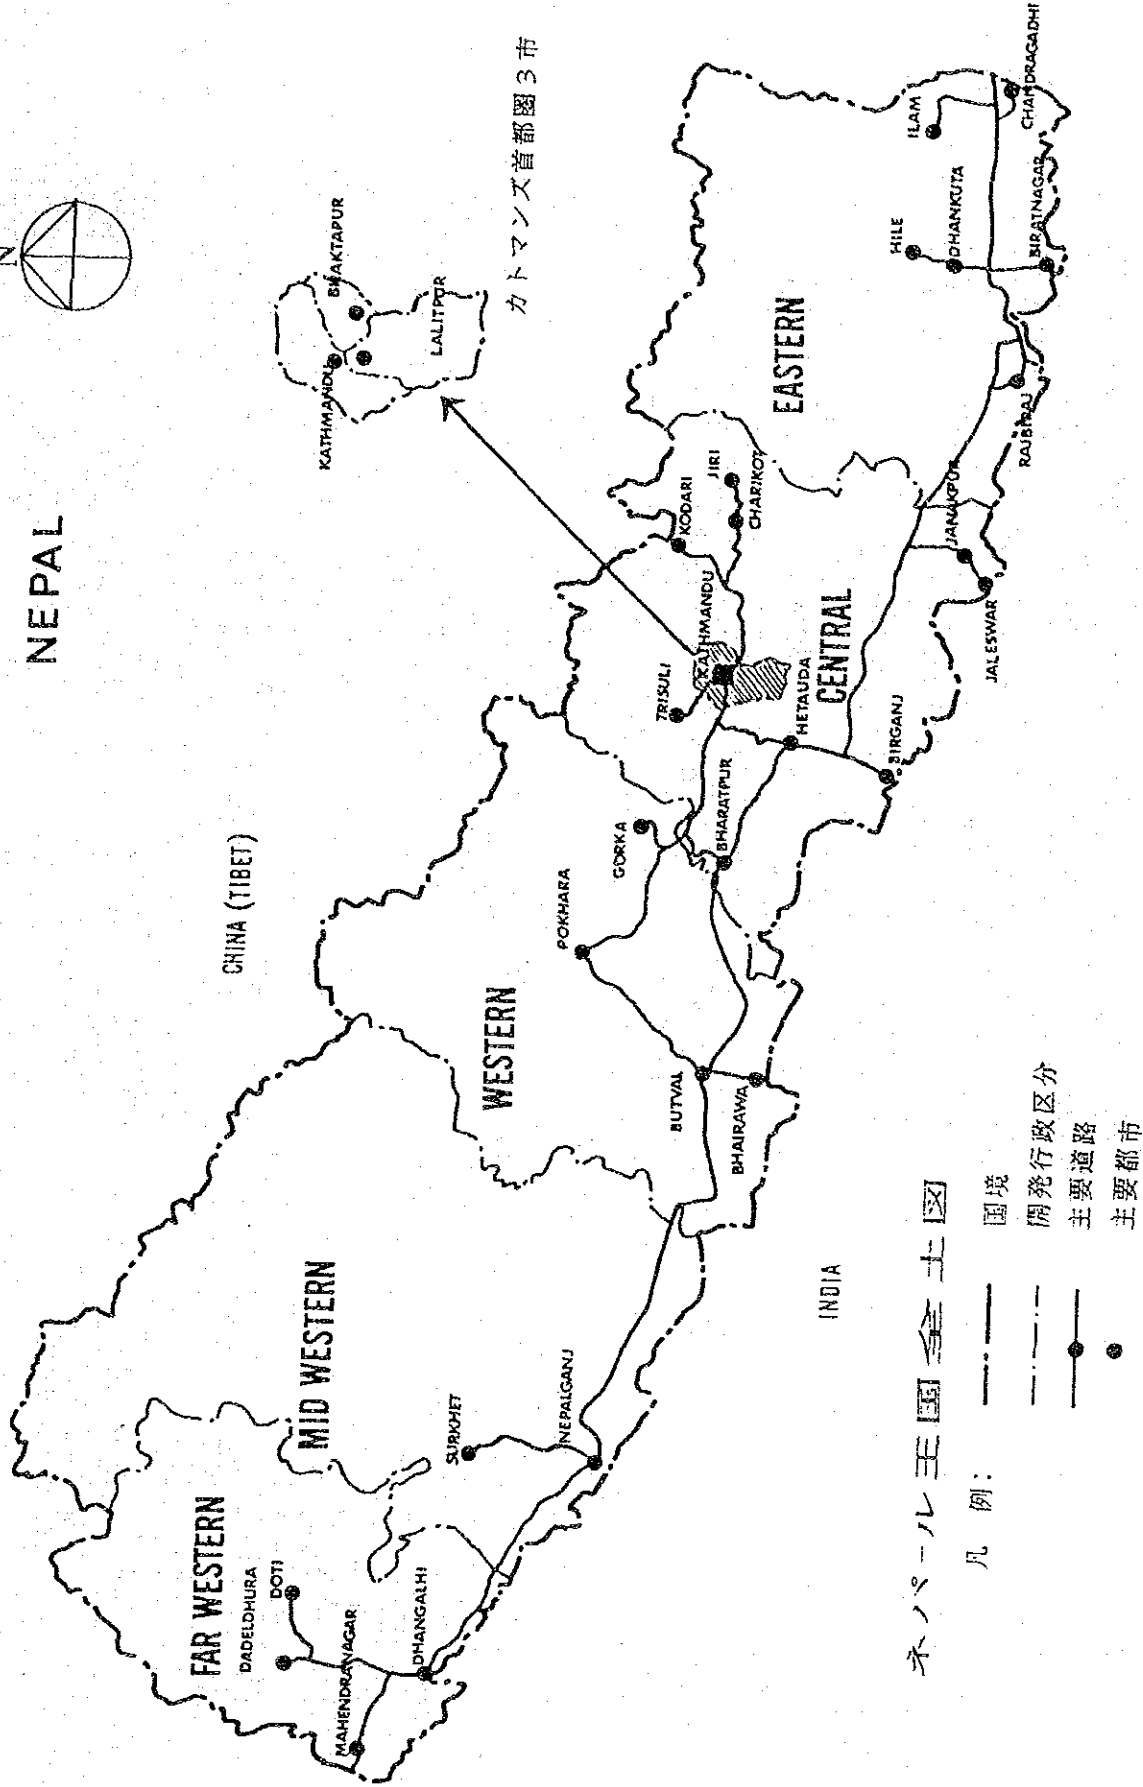 NEPAL
N
カトマンズ首都圏3市
KATHMANDU
BHAKTAPUR
LALITPUR
CHINA (TIBET)
FAR WESTERN
DADELDHURA
DOTI
MAHENDRANAGAR
DHANGALHI
MID WESTERN
SURKHET
NEPALGANJ
WESTERN
POKHARA
GORKA
BUTVAL
BHAIRAWA
BHARATPUR
CENTRAL
TRISULI
KATHMANDU
KODARI
JIRI
CHARIKOT
HETAUDA
BIRGANJ
JANAKPUR
JALESWAR
EASTERN
RAJBIRAJ
HILE
DHANKUTA
BIRATNAGAR
ILAM
CHANDRAGADHI
INDIA
ネパール王国全土図
凡例:
国境
開発行政区分
主要道路
主要都市